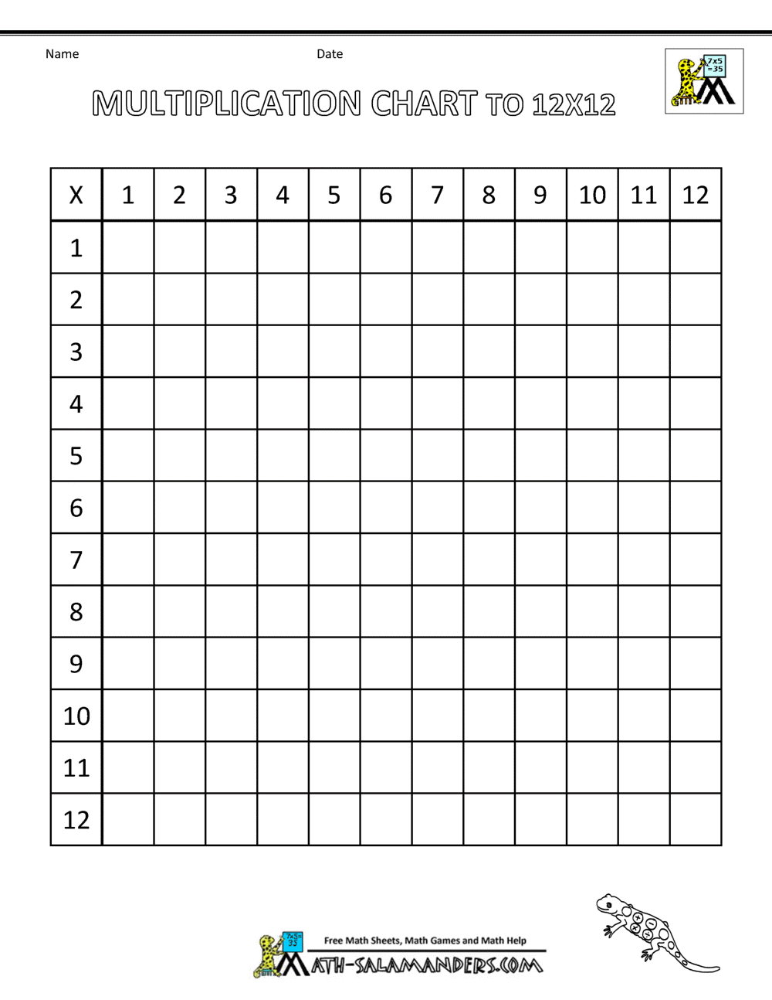 Name Date
7x5
=35
MULTIPLICATION CHART TO 12X12
X 1 2 3 4 5 6 7 8 9 10 11 12
1
2
3
4
5
6
7
8
9
10
11
12
7x5=
35
Free Math Sheets, Math Games and Math Help
MATH-SALAMANDERS.COM